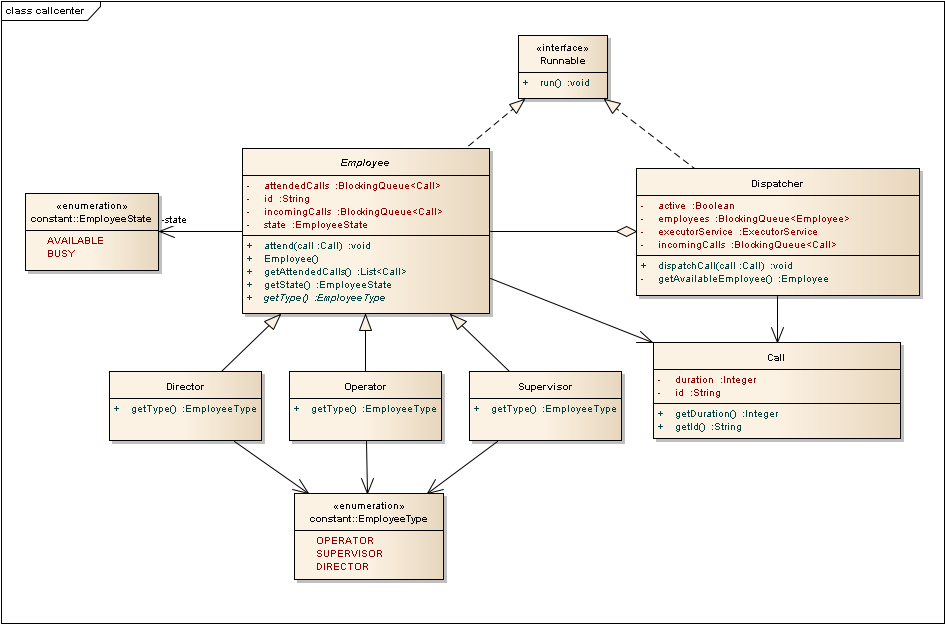 class callcenter
«interface»
Runnable
+ run() :void
Employee
- attendedCalls :BlockingQueue<Call>
- id :String
- incomingCalls :BlockingQueue<Call>
- state :EmployeeState
+ attend(call :Call) :void
+ Employee()
+ getAttendedCalls() :List<Call>
+ getState() :EmployeeState
+ getType() :EmployeeType
Dispatcher
- active :Boolean
- employees :BlockingQueue<Employee>
- executorService :ExecutorService
- incomingCalls :BlockingQueue<Call>
+ dispatchCall(call :Call) :void
- getAvailableEmployee() :Employee
«enumeration»
constant::EmployeeState
AVAILABLE
BUSY
-state
Call
- duration :Integer
- id :String
+ getDuration() :Integer
+ getId() :String
Director
+ getType() :EmployeeType
Operator
+ getType() :EmployeeType
Supervisor
+ getType() :EmployeeType
«enumeration»
constant::EmployeeType
OPERATOR
SUPERVISOR
DIRECTOR